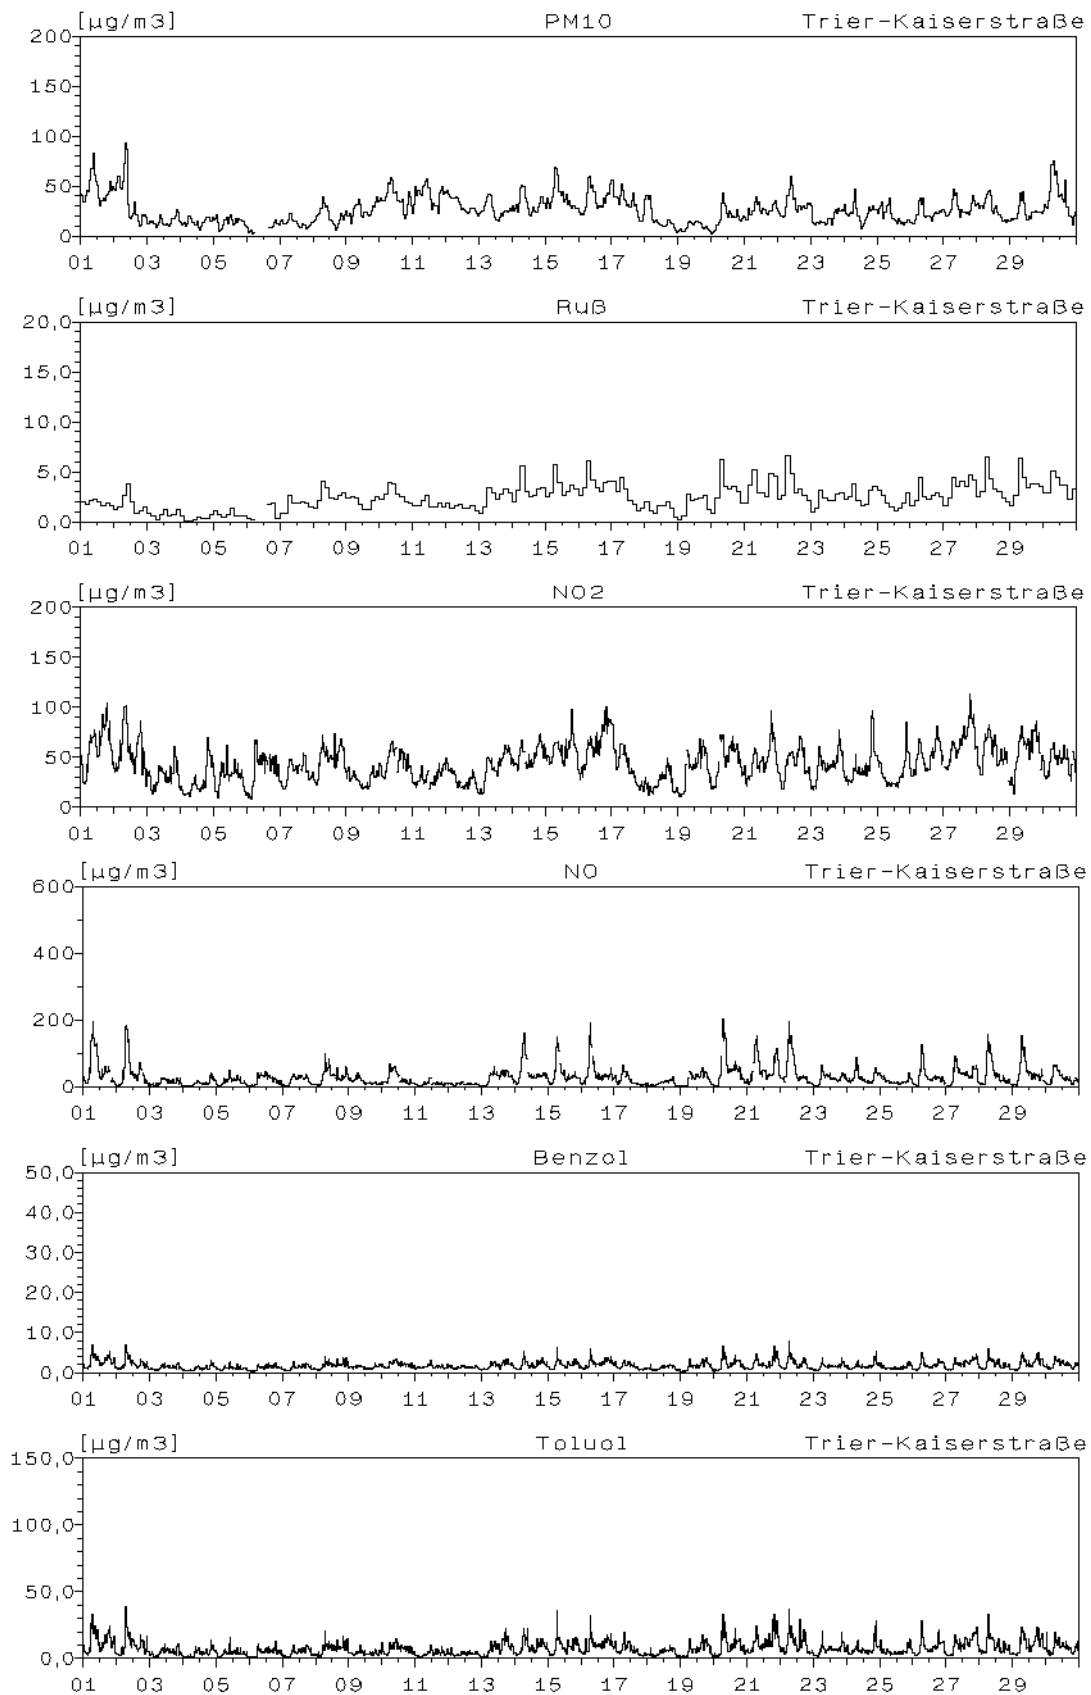 [µg/m3] PM10 Trier-Kaiserstraße
200
150
100
50
0
01 03 05 07 09 11 13 15 17 19 21 23 25 27 29
[µg/m3] Ruß Trier-Kaiserstraße
20,0
15,0
10,0
5,0
0,0
01 03 05 07 09 11 13 15 17 19 21 23 25 27 29
[µg/m3] NO2 Trier-Kaiserstraße
200
150
100
50
0
01 03 05 07 09 11 13 15 17 19 21 23 25 27 29
[µg/m3] NO Trier-Kaiserstraße
600
400
200
0
01 03 05 07 09 11 13 15 17 19 21 23 25 27 29
[µg/m3] Benzol Trier-Kaiserstraße
50,0
40,0
30,0
20,0
10,0
0,0
01 03 05 07 09 11 13 15 17 19 21 23 25 27 29
[µg/m3] Toluol Trier-Kaiserstraße
150,0
100,0
50,0
0,0
01 03 05 07 09 11 13 15 17 19 21 23 25 27 29